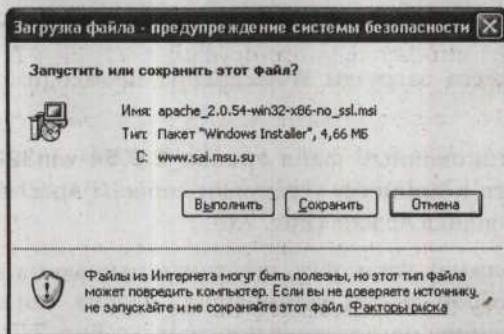 Загрузка файла - предупреждение системы безопасности
Запустить или сохранить этот файл?
Имя: apache_2.0.54-win32-x86-no_ssl.msi
Тип: Пакет "Windows Installer", 4,66 МБ
С: www.sai.msu.su
Выполнить Сохранить Отмена
Файлы из Интернета могут быть полезны, но этот тип файла
может повредить компьютер. Если вы не доверяете источнику,
не запускайте и не сохраняйте этот файл. Факторы риска